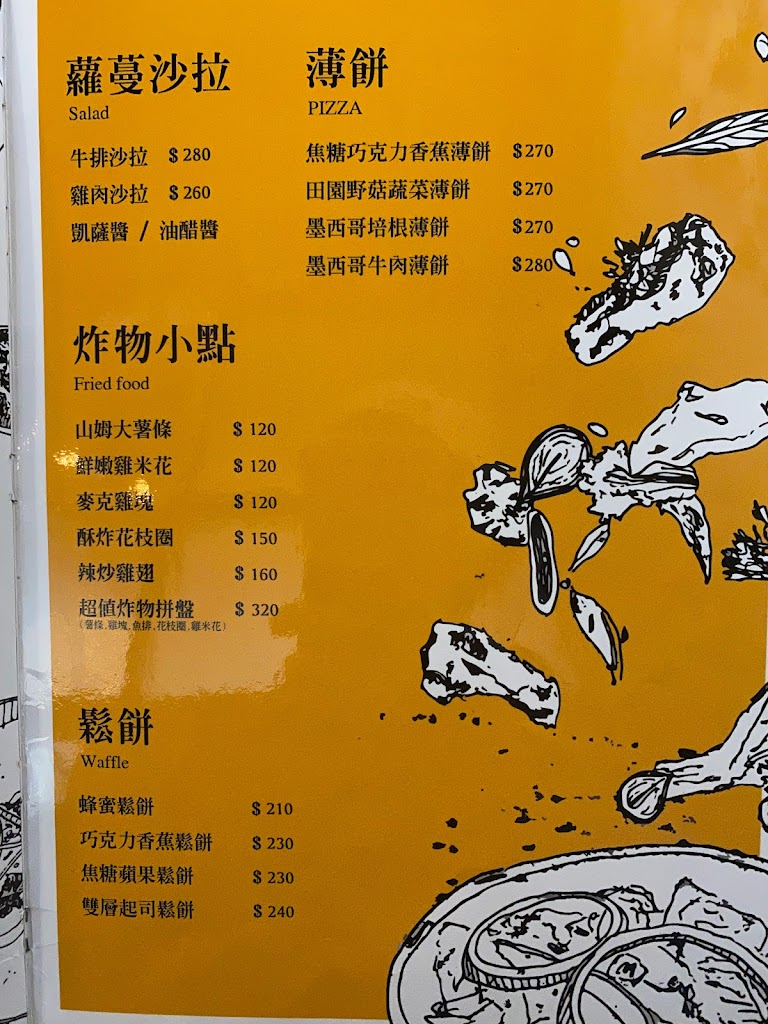 蘿蔓沙拉
Salad
牛排沙拉 $280
雞肉沙拉 $260
凱薩醬 / 油醋醬
薄餅
PIZZA
焦糖巧克力香蕉薄餅 $270
田園野菇蔬菜薄餅 $270
墨西哥培根薄餅 $270
墨西哥牛肉薄餅 $280
炸物小點
Fried food
山姆大薯條 $ 120
鮮嫩雞米花 $ 120
麥克雞塊 $ 120
酥炸花枝圈 $ 150
辣炒雞翅 $ 160
超值炸物拼盤 $ 320
(薯條.雞塊.魚排.花枝圈.雞米花)
鬆餅
Waffle
蜂蜜鬆餅 $ 210
巧克力香蕉鬆餅 $ 230
焦糖蘋果鬆餅 $ 230
雙層起司鬆餅 $ 240